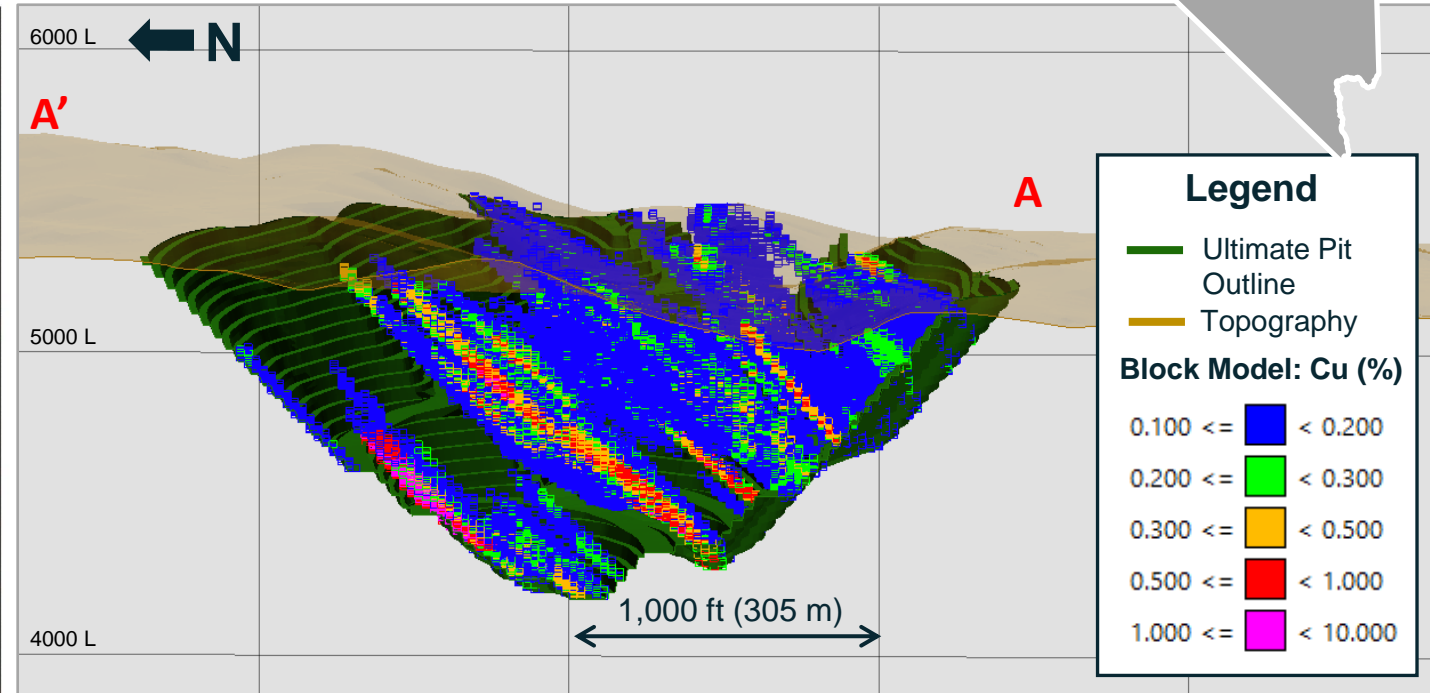 6000 L
N
A’
A
5000 L
1,000 ft (305 m)
4000 L
Legend
Ultimate Pit
Outline
Topography
Block Model: Cu (%)
0.100 <= < 0.200
0.200 <= < 0.300
0.300 <= < 0.500
0.500 <= < 1.000
1.000 <= < 10.000